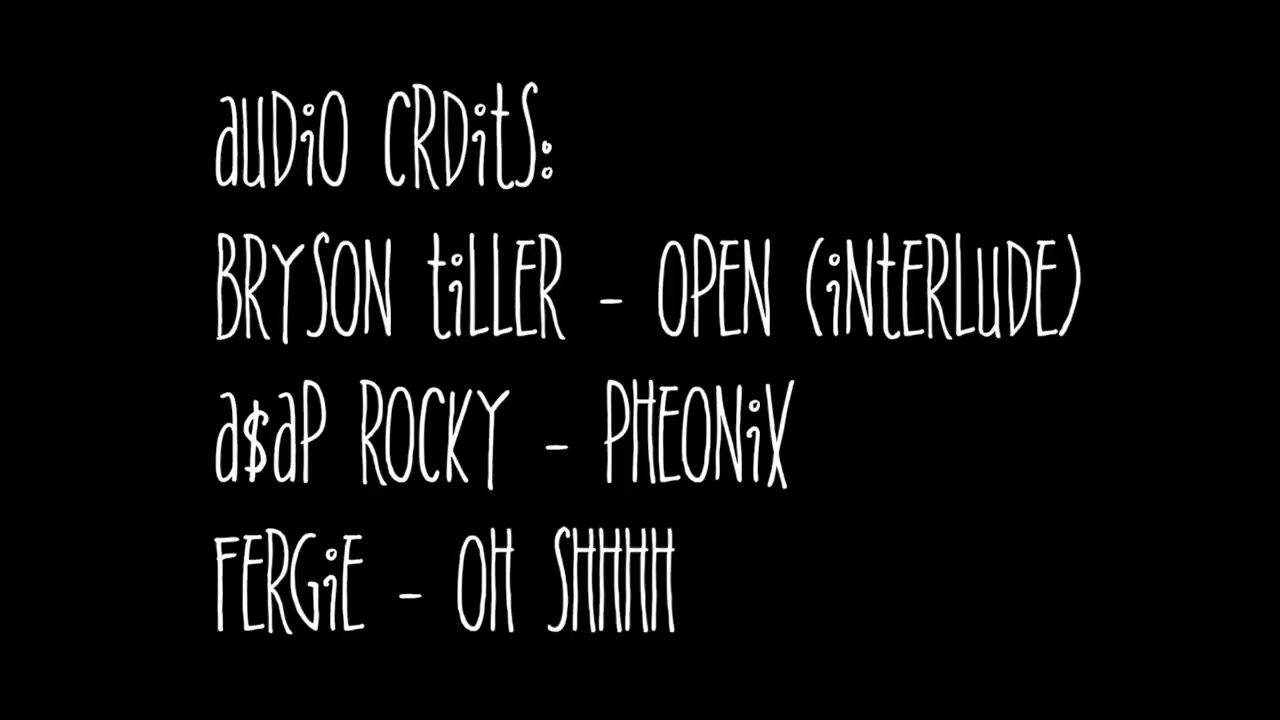 AUDiO CRDitS:
BRYSON tiLLER - OPEN (iNtERLUDE)
A$AP ROCKY - PHEONiX
FERGiE - OH SHHHH